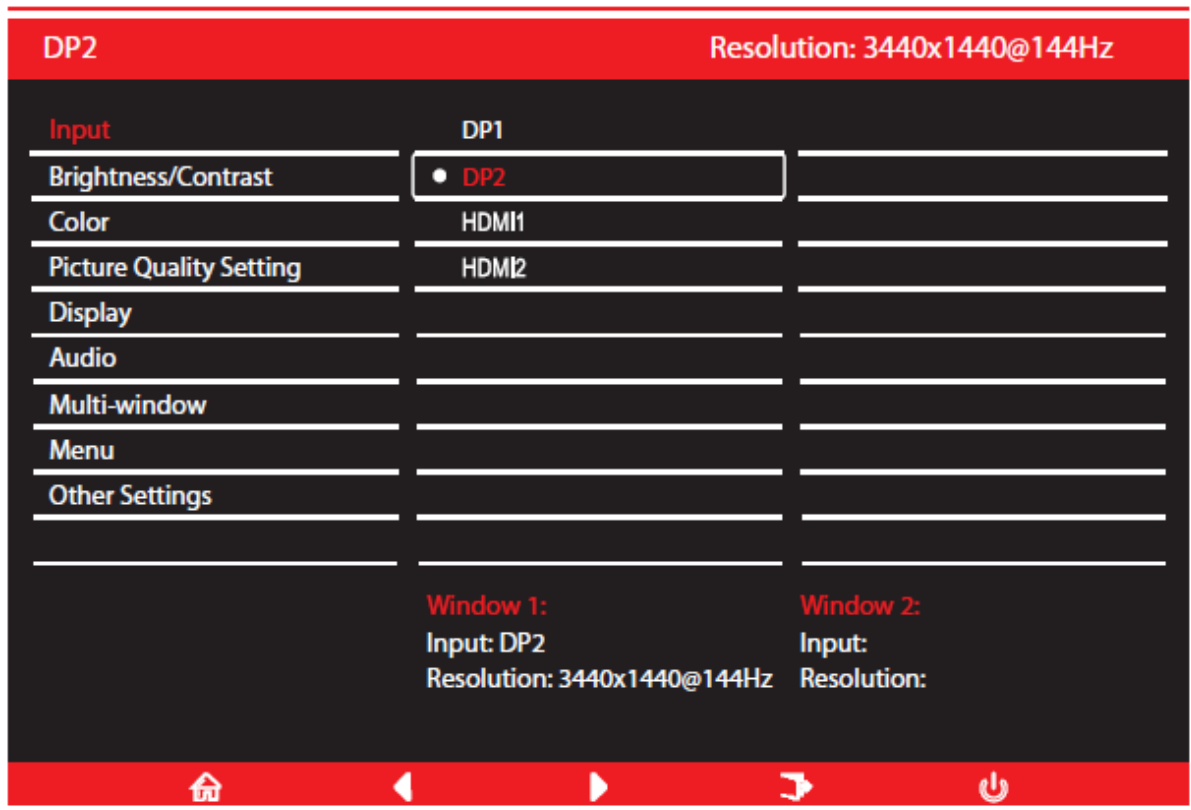 DP2 Resolution: 3440x1440@144Hz
Input DP1
Brightness/Contrast DP2
Color HDMI1
Picture Quality Setting HDMI2
Display
Audio
Multi-window
Menu
Other Settings
Window 1: Window 2:
Input: DP2 Input:
Resolution: 3440x1440@144Hz Resolution: